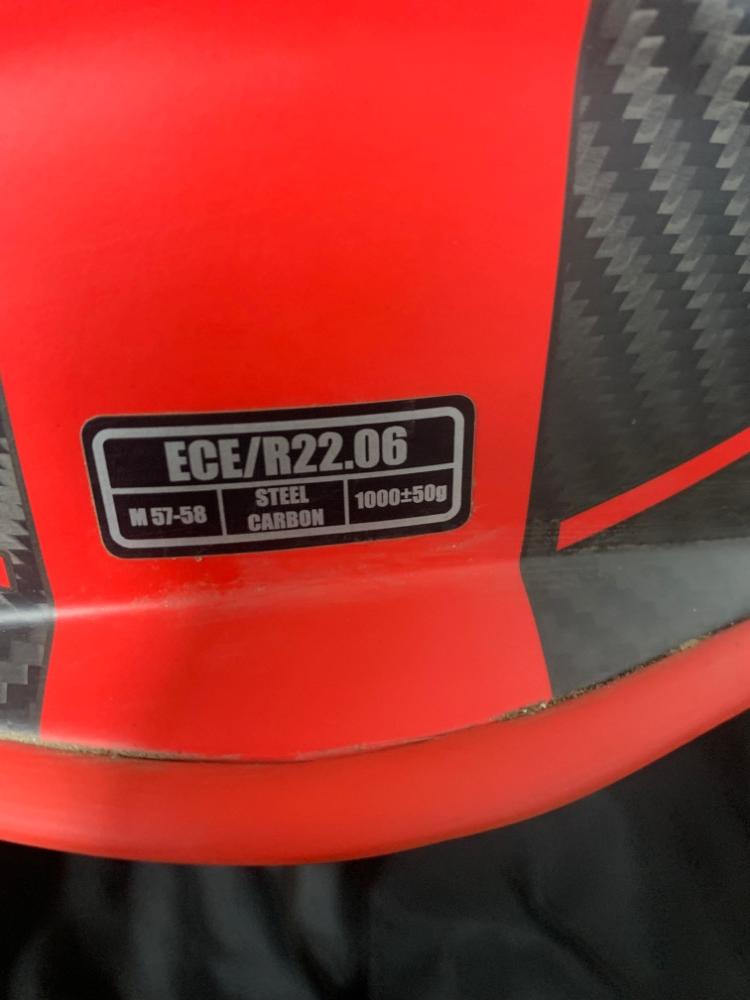 ECE/R22.06
M 57-58
STEEL
CARBON
1000±50g